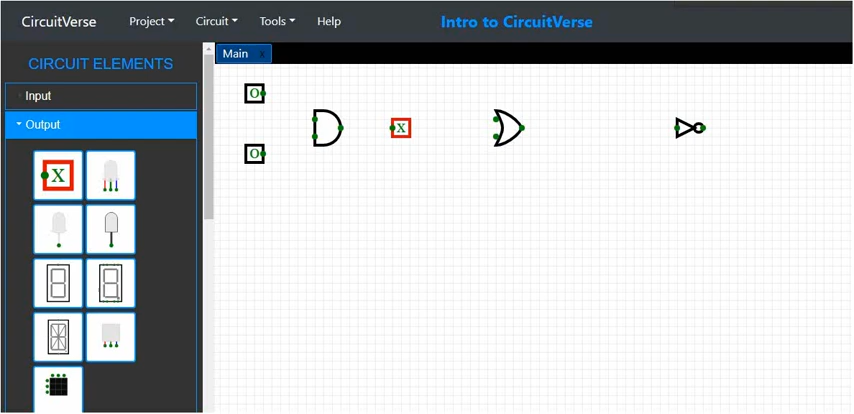 CircuitVerse Project Circuit Tools Help Intro to CircuitVerse
CIRCUIT ELEMENTS
Input
Output
Main x
0
X
0
X